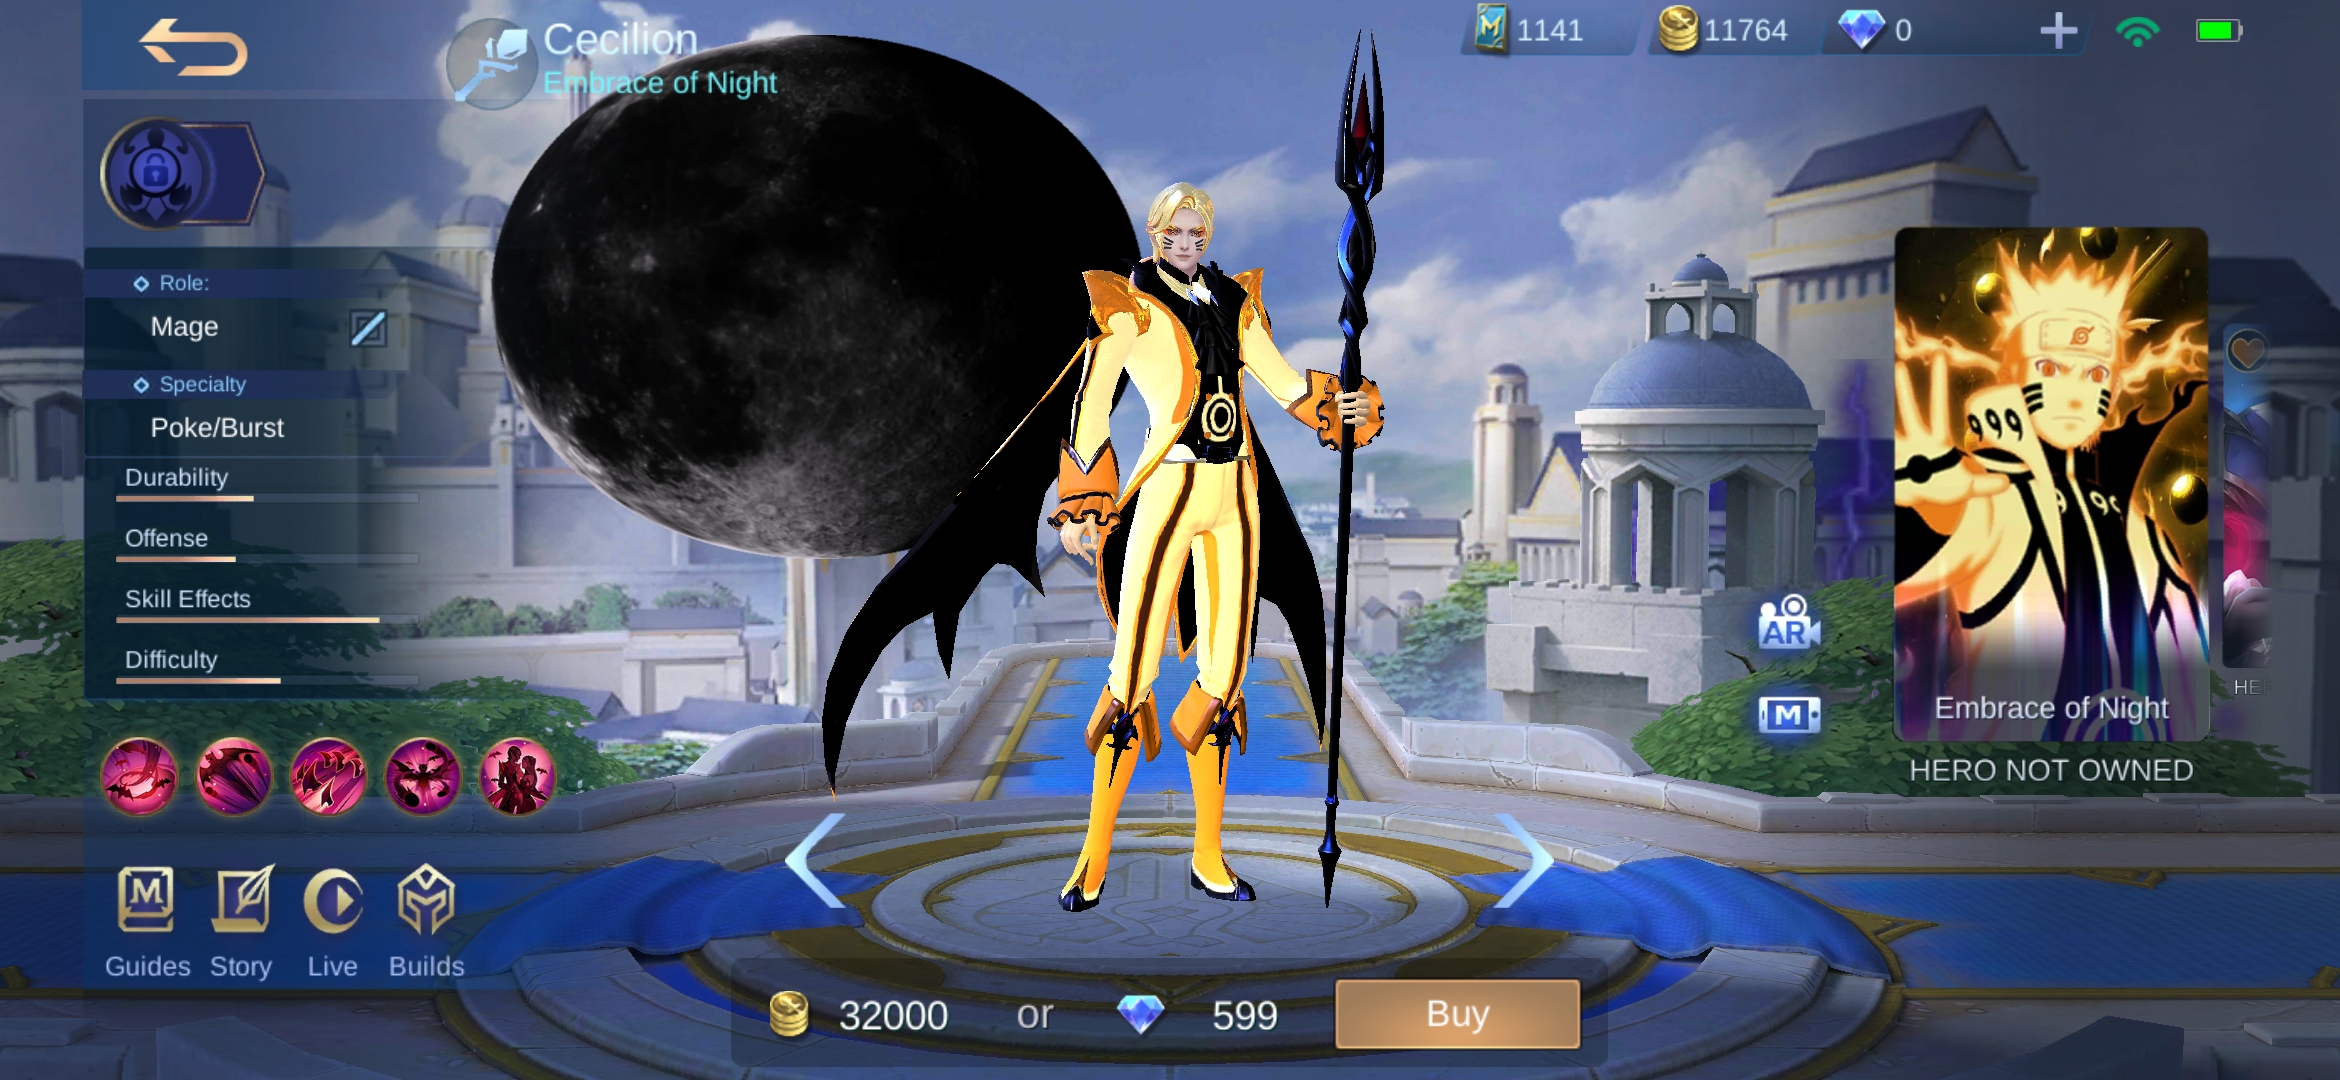 Cecilion
Embrace of Night
1141
11764
0
Role:
Mage
Specialty
Poke/Burst
Durability
Offense
Skill Effects
Difficulty
Guides
Story
Live
Builds
AR
M
Embrace of Night
HERO NOT OWNED
HE
32000
or
599
Buy